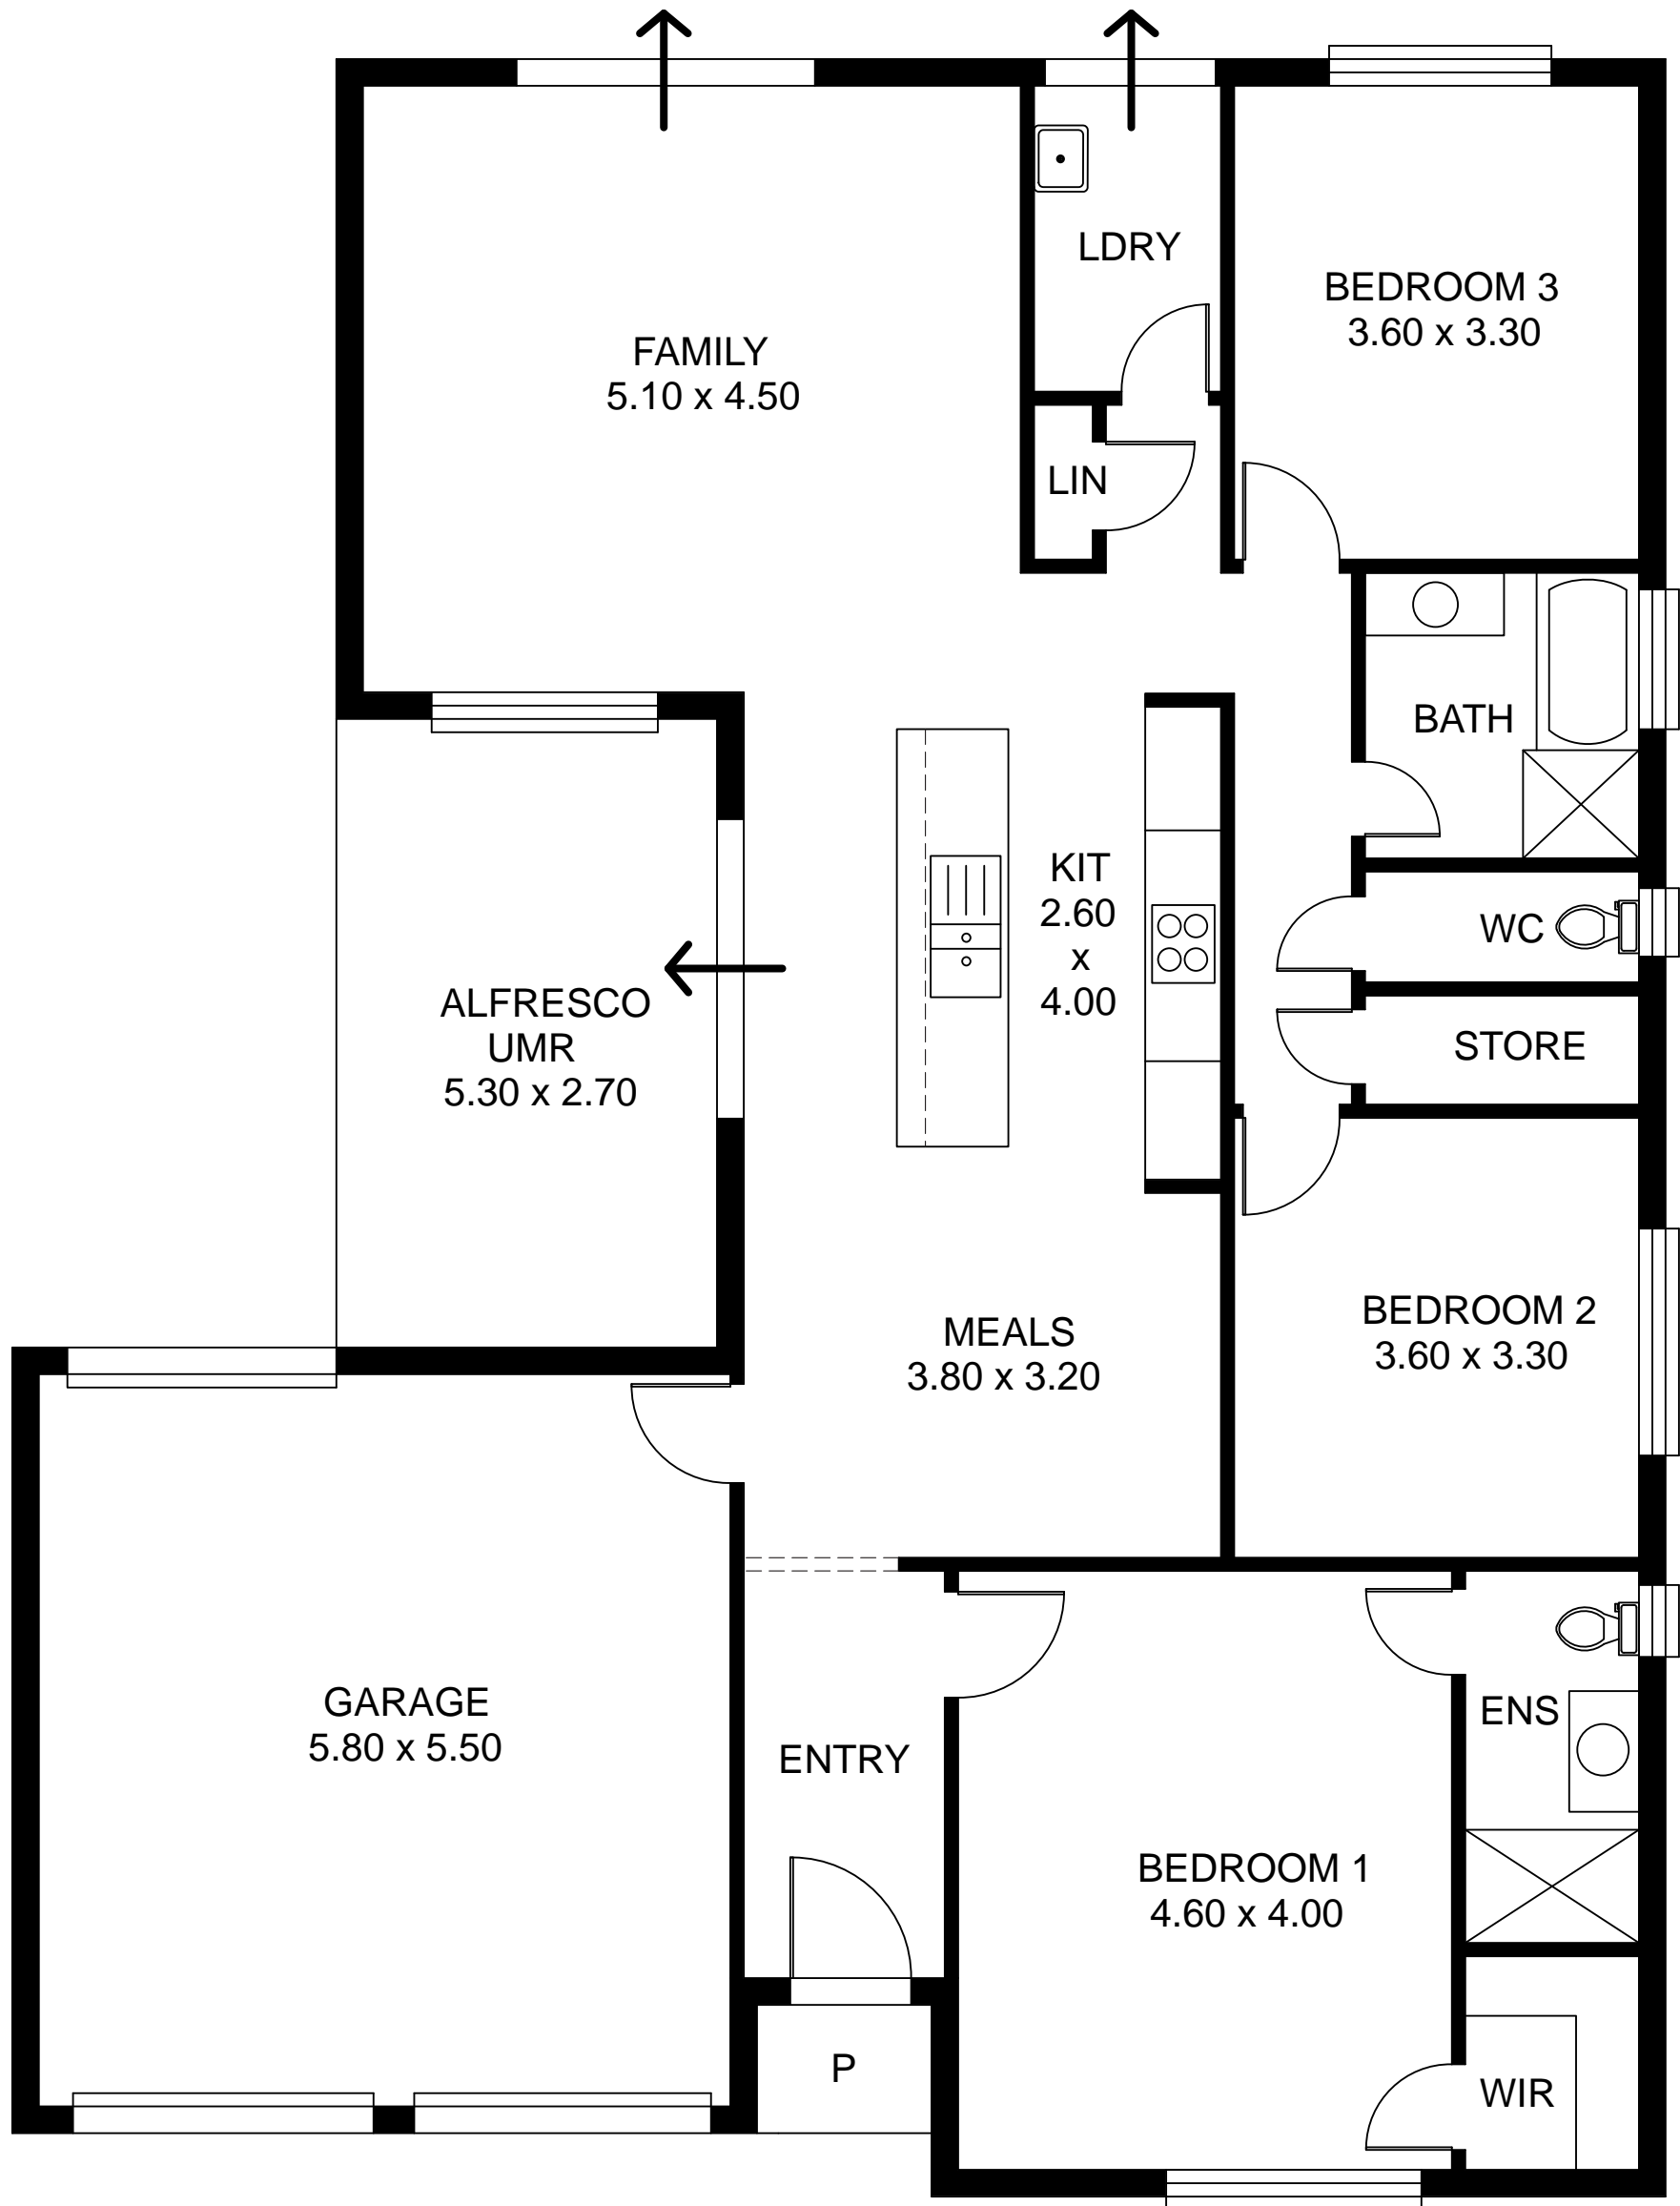 LDRY
BEDROOM 3
3.60 x 3.30
FAMILY
5.10 x 4.50
LIN
BATH
KIT
2.60
x
4.00
WC
ALFRESCO
UMR
5.30 x 2.70
STORE
BEDROOM 2
3.60 x 3.30
MEALS
3.80 x 3.20
GARAGE
5.80 x 5.50
ENS
ENTRY
BEDROOM 1
4.60 x 4.00
P
WIR